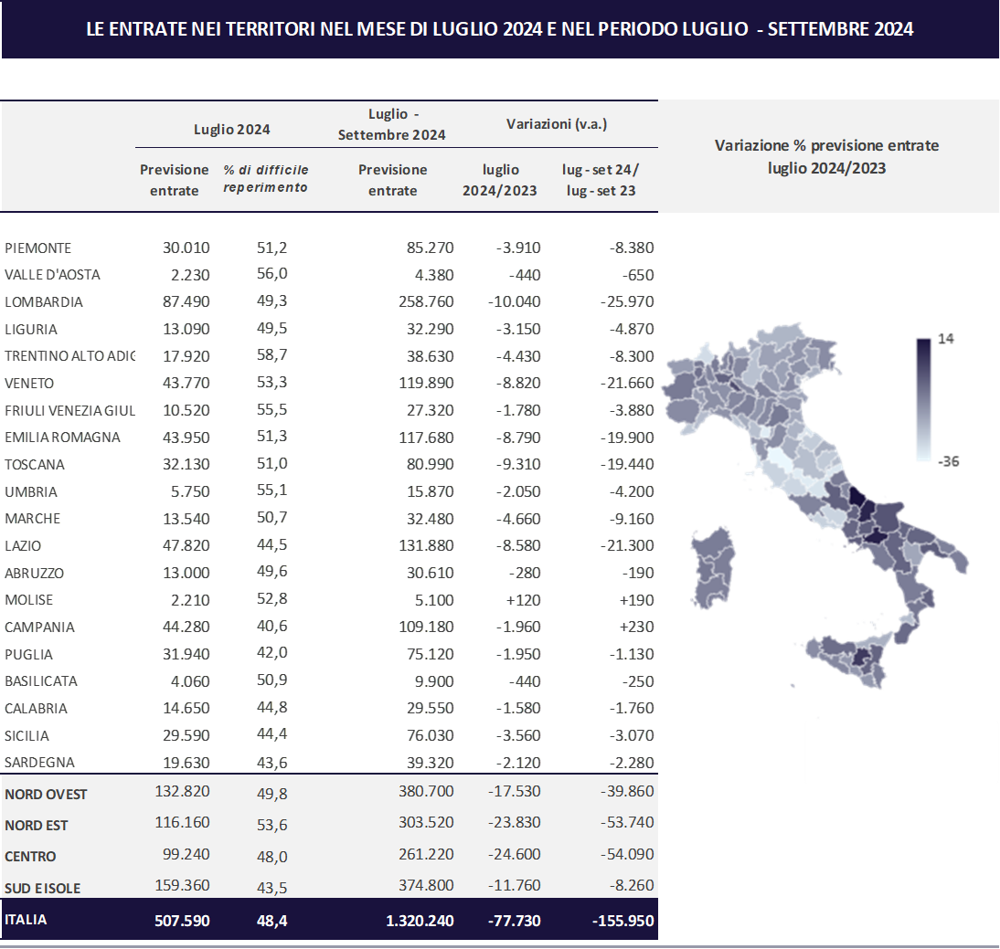 LE ENTRATE NEI TERRITORI NEL MESE DI LUGLIO 2024 E NEL PERIODO LUGLIO - SETTEMBRE 2024
Luglio 2024
Luglio -
Settembre 2024
Variazioni (v.a.)
Previsione
entrate
% di difficile
reperimento
Previsione
entrate
luglio
2024/2023
lug - set 24/
lug - set 23
Variazione % previsione entrate
luglio 2024/2023
PIEMONTE 30.010 51,2 85.270 -3.910 -8.380
VALLE D'AOSTA 2.230 56,0 4.380 -440 -650
LOMBARDIA 87.490 49,3 258.760 -10.040 -25.970
LIGURIA 13.090 49,5 32.290 -3.150 -4.870
TRENTINO ALTO ADIG 17.920 58,7 38.630 -4.430 -8.300
VENETO 43.770 53,3 119.890 -8.820 -21.660
FRIULI VENEZIA GIUL 10.520 55,5 27.320 -1.780 -3.880
EMILIA ROMAGNA 43.950 51,3 117.680 -8.790 -19.900
TOSCANA 32.130 51,0 80.990 -9.310 -19.440
UMBRIA 5.750 55,1 15.870 -2.050 -4.200
MARCHE 13.540 50,7 32.480 -4.660 -9.160
LAZIO 47.820 44,5 131.880 -8.580 -21.300
ABRUZZO 13.000 49,6 30.610 -280 -190
MOLISE 2.210 52,8 5.100 +120 +190
CAMPANIA 44.280 40,6 109.180 -1.960 +230
PUGLIA 31.940 42,0 75.120 -1.950 -1.130
BASILICATA 4.060 50,9 9.900 -440 -250
CALABRIA 14.650 44,8 29.550 -1.580 -1.760
SICILIA 29.590 44,4 76.030 -3.560 -3.070
SARDEGNA 19.630 43,6 39.320 -2.120 -2.280
NORD OVEST 132.820 49,8 380.700 -17.530 -39.860
NORD EST 116.160 53,6 303.520 -23.830 -53.740
CENTRO 99.240 48,0 261.220 -24.600 -54.090
SUD E ISOLE 159.360 43,5 374.800 -11.760 -8.260
ITALIA 507.590 48,4 1.320.240 -77.730 -155.950
14
-36